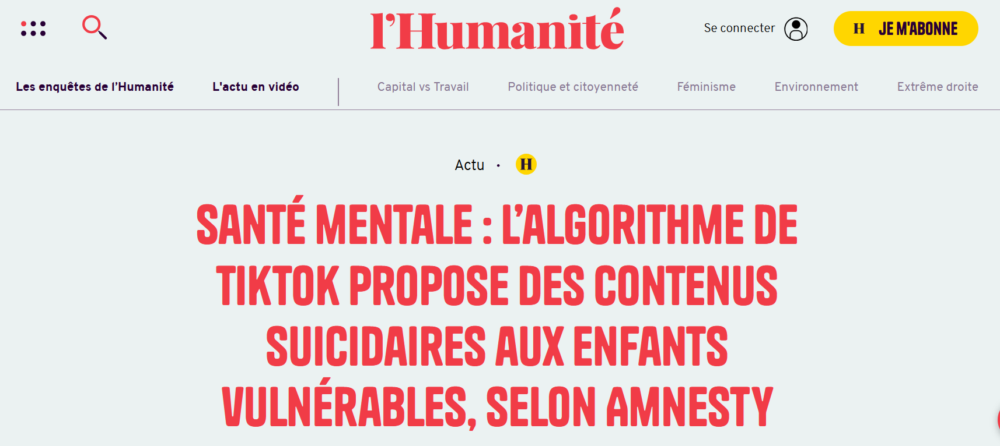 l’Humanité
Se connecter
H JE M'ABONNE
Les enquêtes de l’Humanité
L'actu en vidéo
Capital vs Travail
Politique et citoyenneté
Féminisme
Environnement
Extrême droite
Actu • H
SANTÉ MENTALE : L’ALGORITHME DE
TIKTOK PROPOSE DES CONTENUS
SUICIDAIRES AUX ENFANTS
VULNÉRABLES, SELON AMNESTY